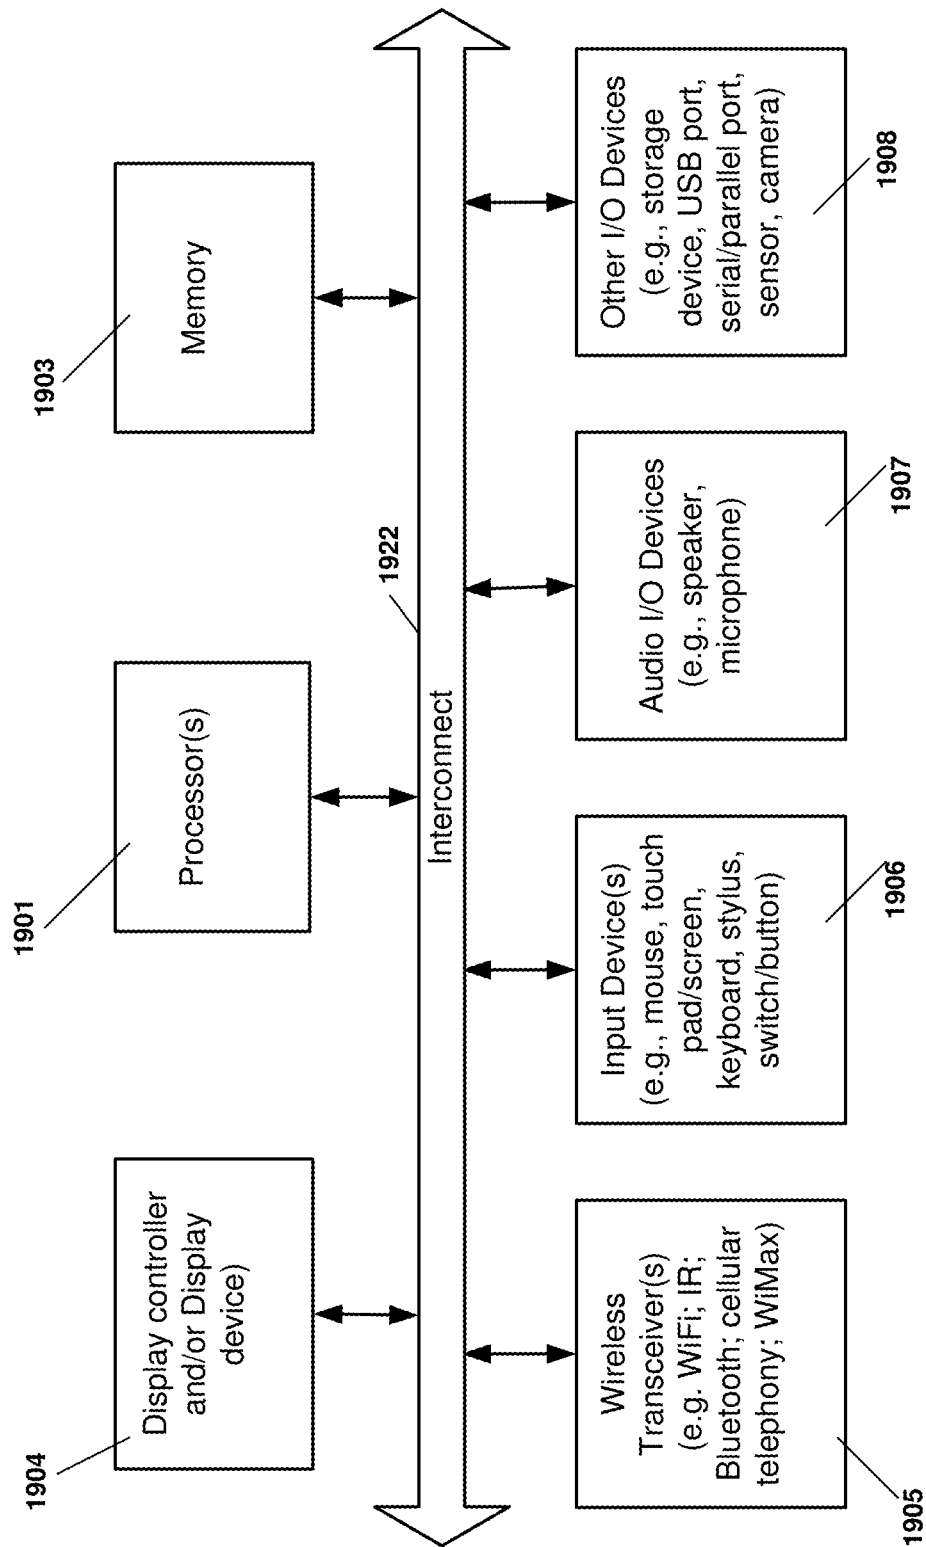 1904
Display controller
and/or Display
device)
1901
Processor(s)
1903
Memory
1922
Interconnect
Wireless
Transceiver(s)
(e.g. WiFi; IR;
Bluetooth; cellular
telephony; WiMax)
1905
Input Device(s)
(e.g., mouse, touch
pad/screen,
keyboard, stylus,
switch/button)
1906
Audio I/O Devices
(e.g., speaker,
microphone)
1907
Other I/O Devices
(e.g., storage
device, USB port,
serial/parallel port,
sensor, camera)
1908